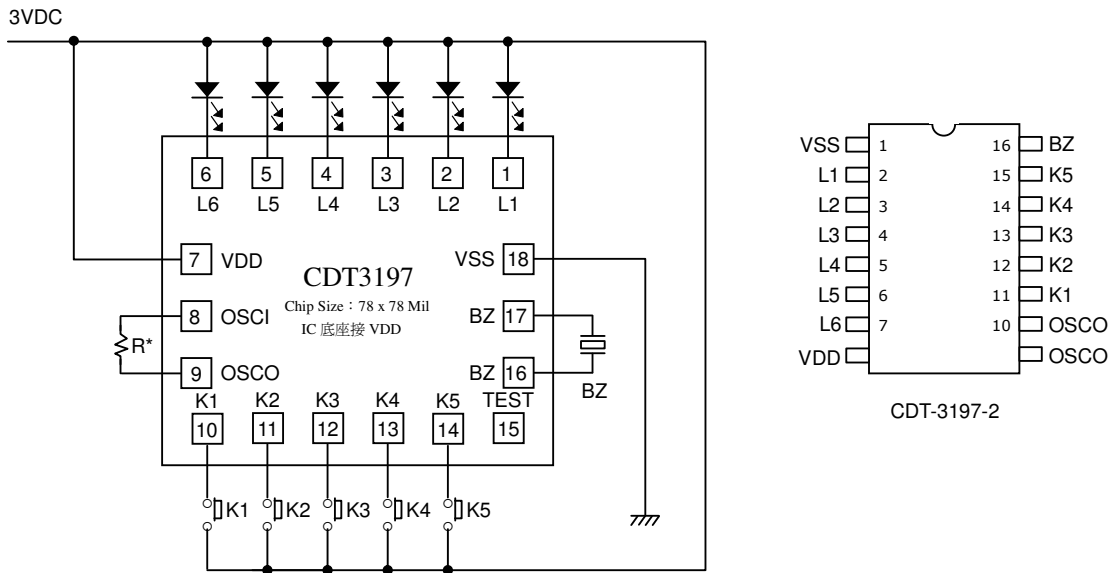 3VDC
6 5 4 3 2 1
L6 L5 L4 L3 L2 L1
7 VDD
VSS 18
CDT3197
Chip Size：78 x 78 Mil
IC 底座接 VDD
8 OSCI
BZ 17
R*
9 OSCO
BZ 16
BZ
K1 K2 K3 K4 K5 TEST
10 11 12 13 14 15
K1 K2 K3 K4 K5
VSS 1 16 BZ
L1 2 15 K5
L2 3 14 K4
L3 4 13 K3
L4 5 12 K2
L5 6 11 K1
L6 7 10 OSCO
VDD OSCO
CDT-3197-2